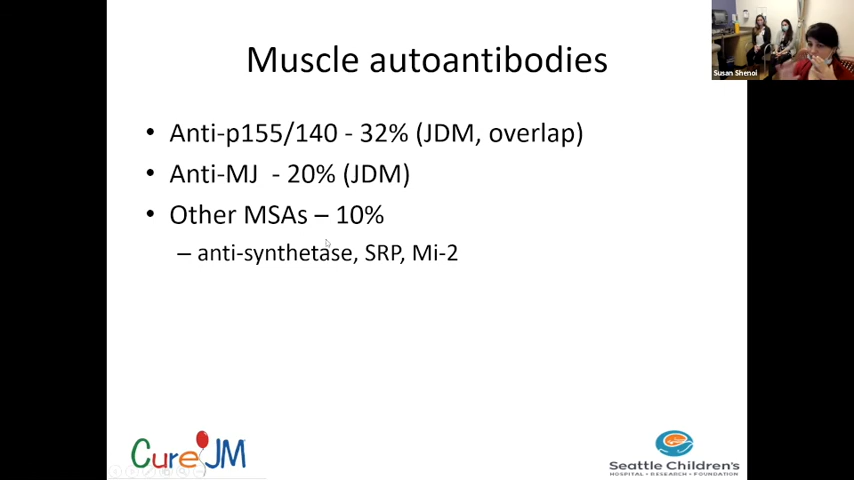 Muscle autoantibodies
Susan Shenoi
• Anti-p155/140 - 32% (JDM, overlap)
• Anti-MJ - 20% (JDM)
• Other MSAs – 10%
– anti-synthetase, SRP, Mi-2
CureJM
Seattle Children's
HOSPITAL • RESEARCH • FOUNDATION